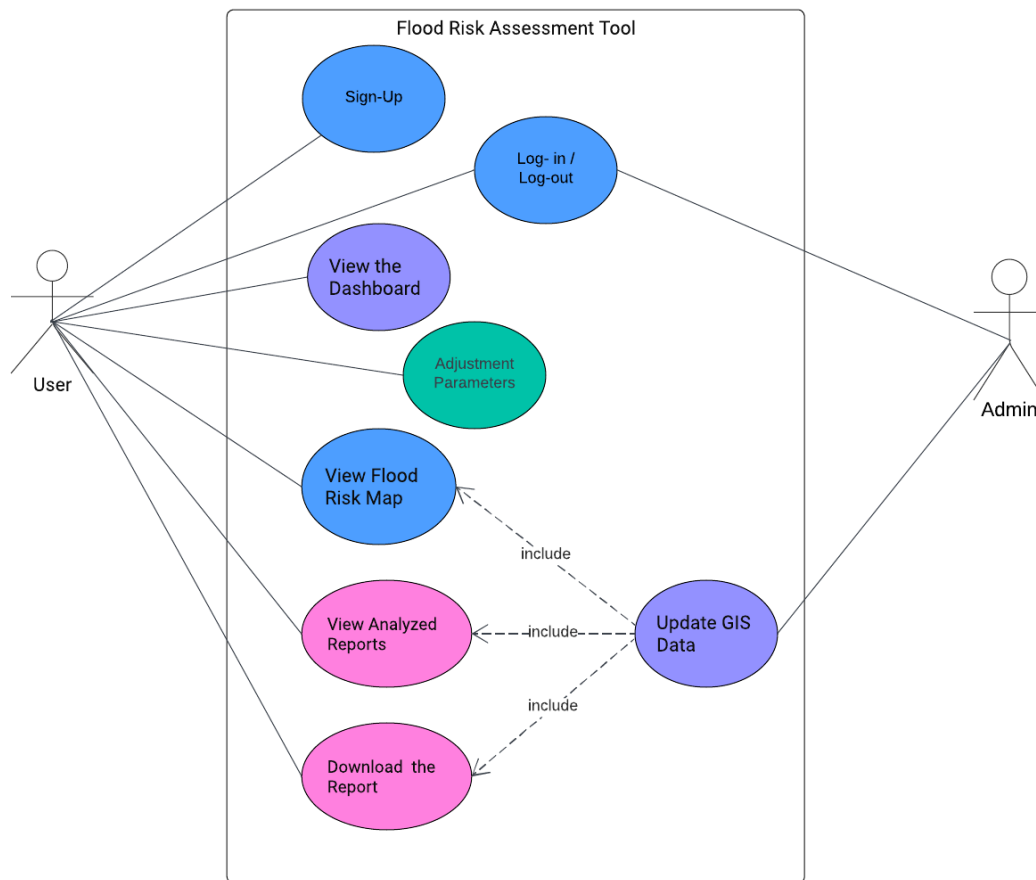 Flood Risk Assessment Tool
Sign-Up
Log- in /
Log-out
View the
Dashboard
Adjustment
Parameters
User
Admin
View Flood
Risk Map
include
View Analyzed
Reports
include
Update GIS
Data
include
Download  the
Report